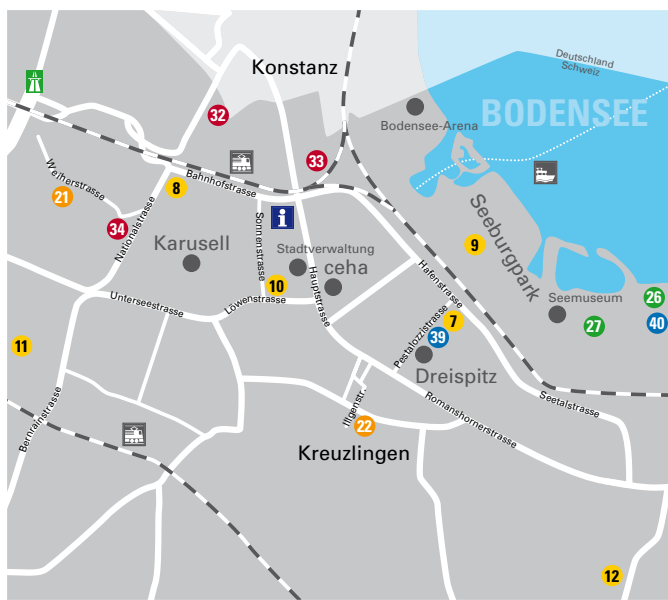 Konstanz
Deutschland
Schweiz
BODENSEE
Bodensee-Arena
32
33
Weiherstrasse
21
8
Bahnhofstrasse
i
34
Nationalstrasse
Karusell
Sonnenstrasse
Stadtverwaltung
ceha
10
Hauptstrasse
Löwenstrasse
Unterseestrasse
Hafenstrasse
9
Seeburgpark
Seemuseum
26
27
40
7
39
Pestalozzistrasse
Dreispitz
11
Bernrainstrasse
Illgenstr.
22
Romanshornerstrasse
Seetalstrasse
Kreuzlingen
12